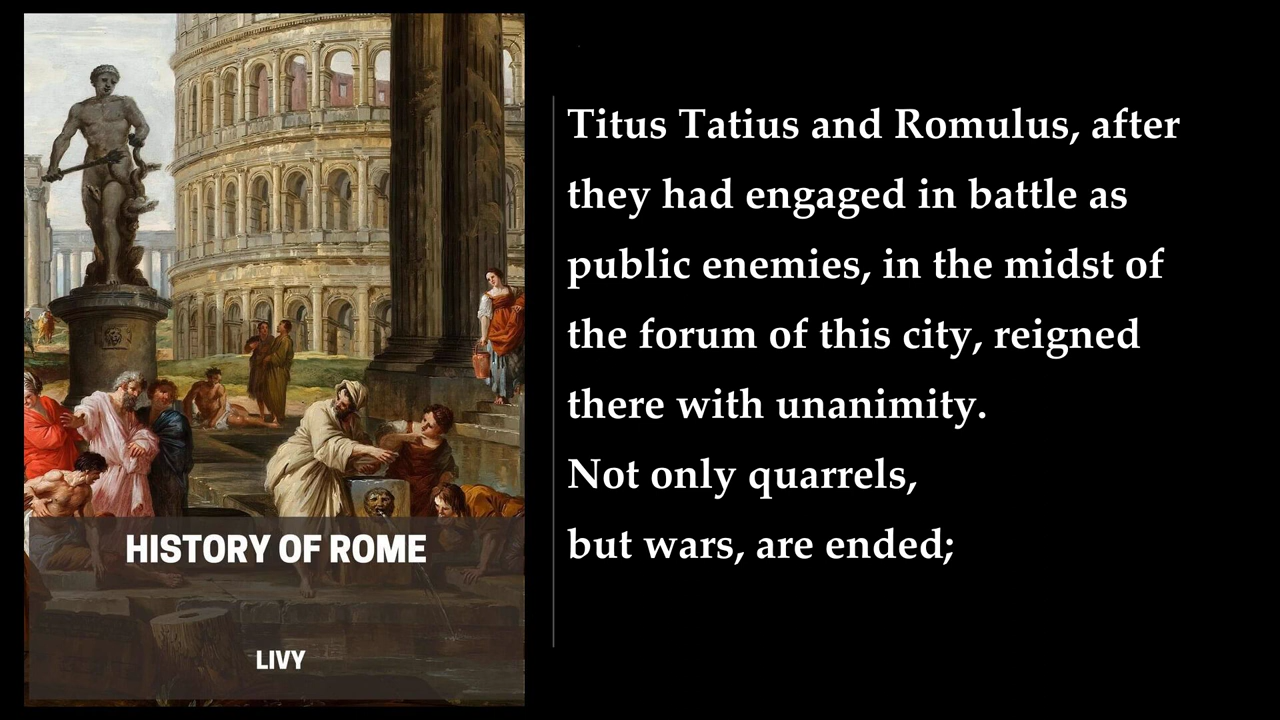 HISTORY OF ROME
LIVY
Titus Tatius and Romulus, after
they had engaged in battle as
public enemies, in the midst of
the forum of this city, reigned
there with unanimity.
Not only quarrels,
but wars, are ended;